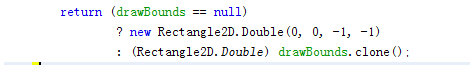 return (drawBounds == null)
? new Rectangle2D.Double(0, 0, -1, -1)
: (Rectangle2D.Double) drawBounds.clone();